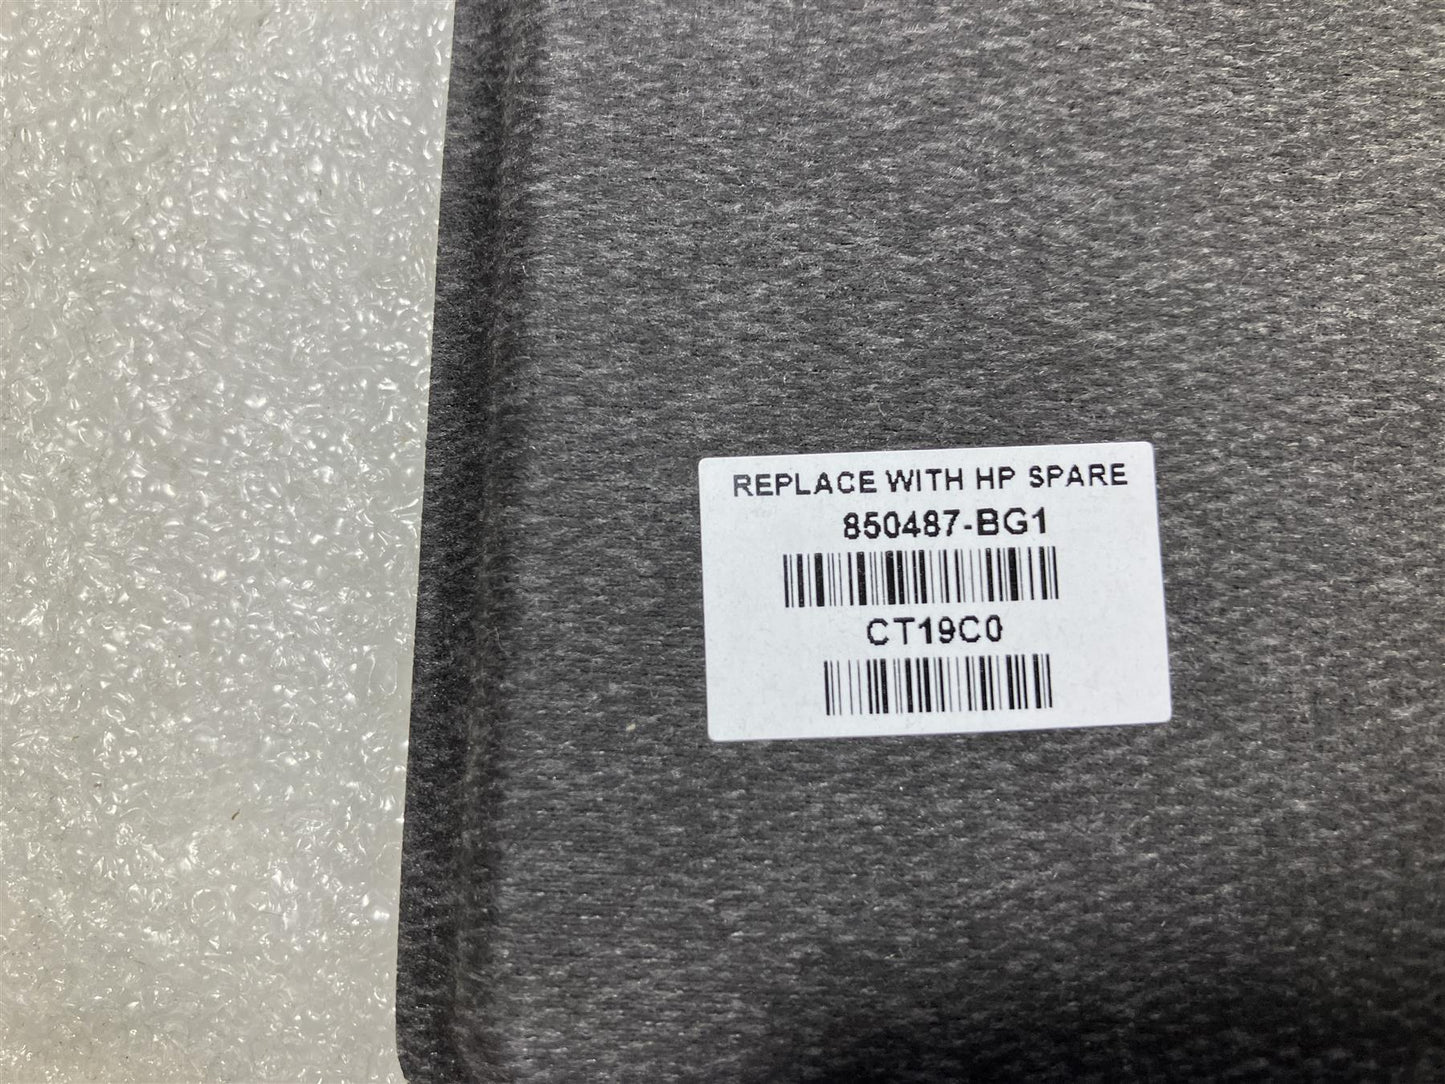 REPLACE WITH HP SPARE
850487-BG1
CT19C0